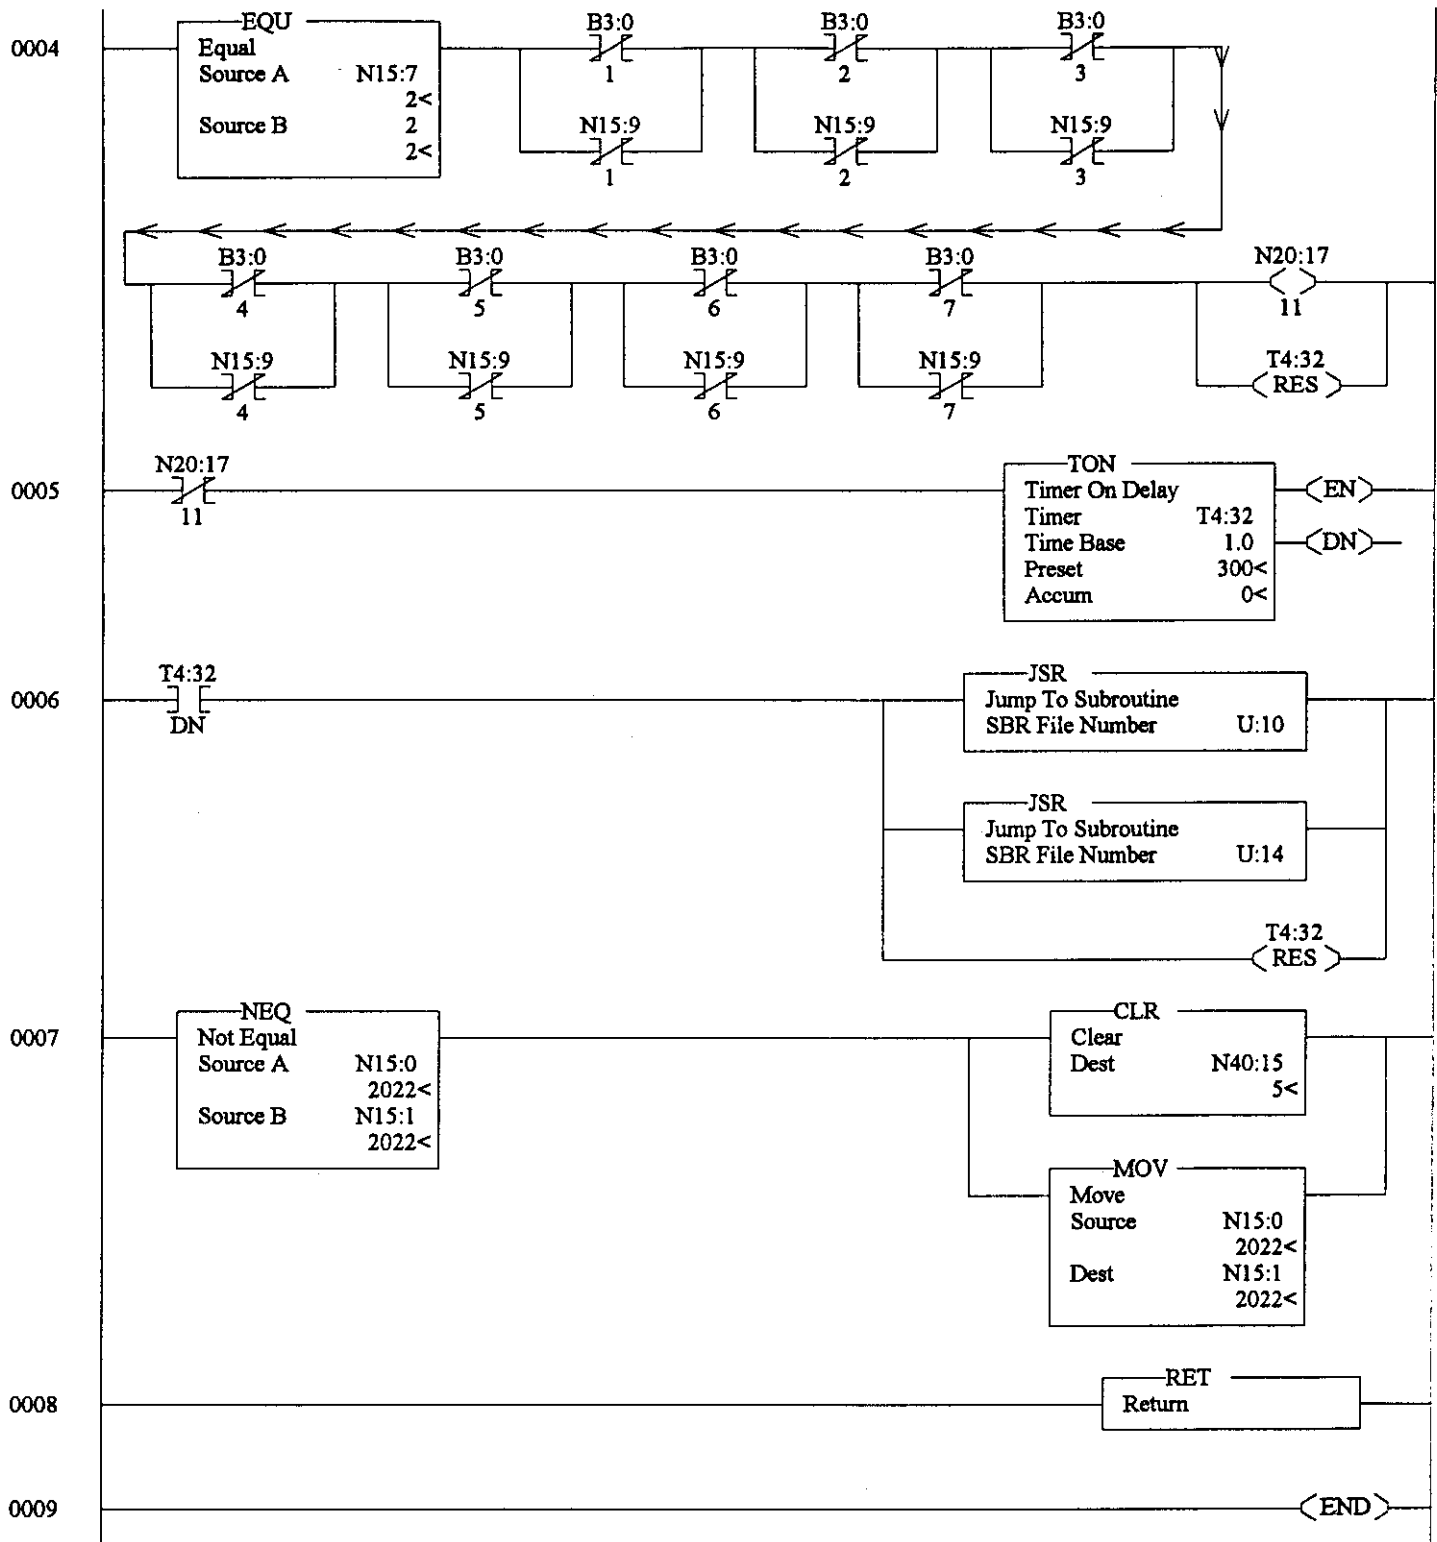 0004
EQU
Equal
Source A N15:7
2<
Source B 2
2<
B3:0 B3:0 B3:0
1 2 3
N15:9 N15:9 N15:9
1 2 3
B3:0 B3:0 B3:0 B3:0 N20:17
4 5 6 7 11
N15:9 N15:9 N15:9 N15:9 T4:32
RES
4 5 6 7
0005
N20:17
11
TON
Timer On Delay
Timer T4:32
Time Base 1.0
Preset 300<
Accum 0<
EN
DN
0006
T4:32
DN
JSR
Jump To Subroutine
SBR File Number U:10
JSR
Jump To Subroutine
SBR File Number U:14
T4:32
RES
0007
NEQ
Not Equal
Source A N15:0
2022<
Source B N15:1
2022<
CLR
Clear
Dest N40:15
5<
MOV
Move
Source N15:0
2022<
Dest N15:1
2022<
0008
RET
Return
0009
END